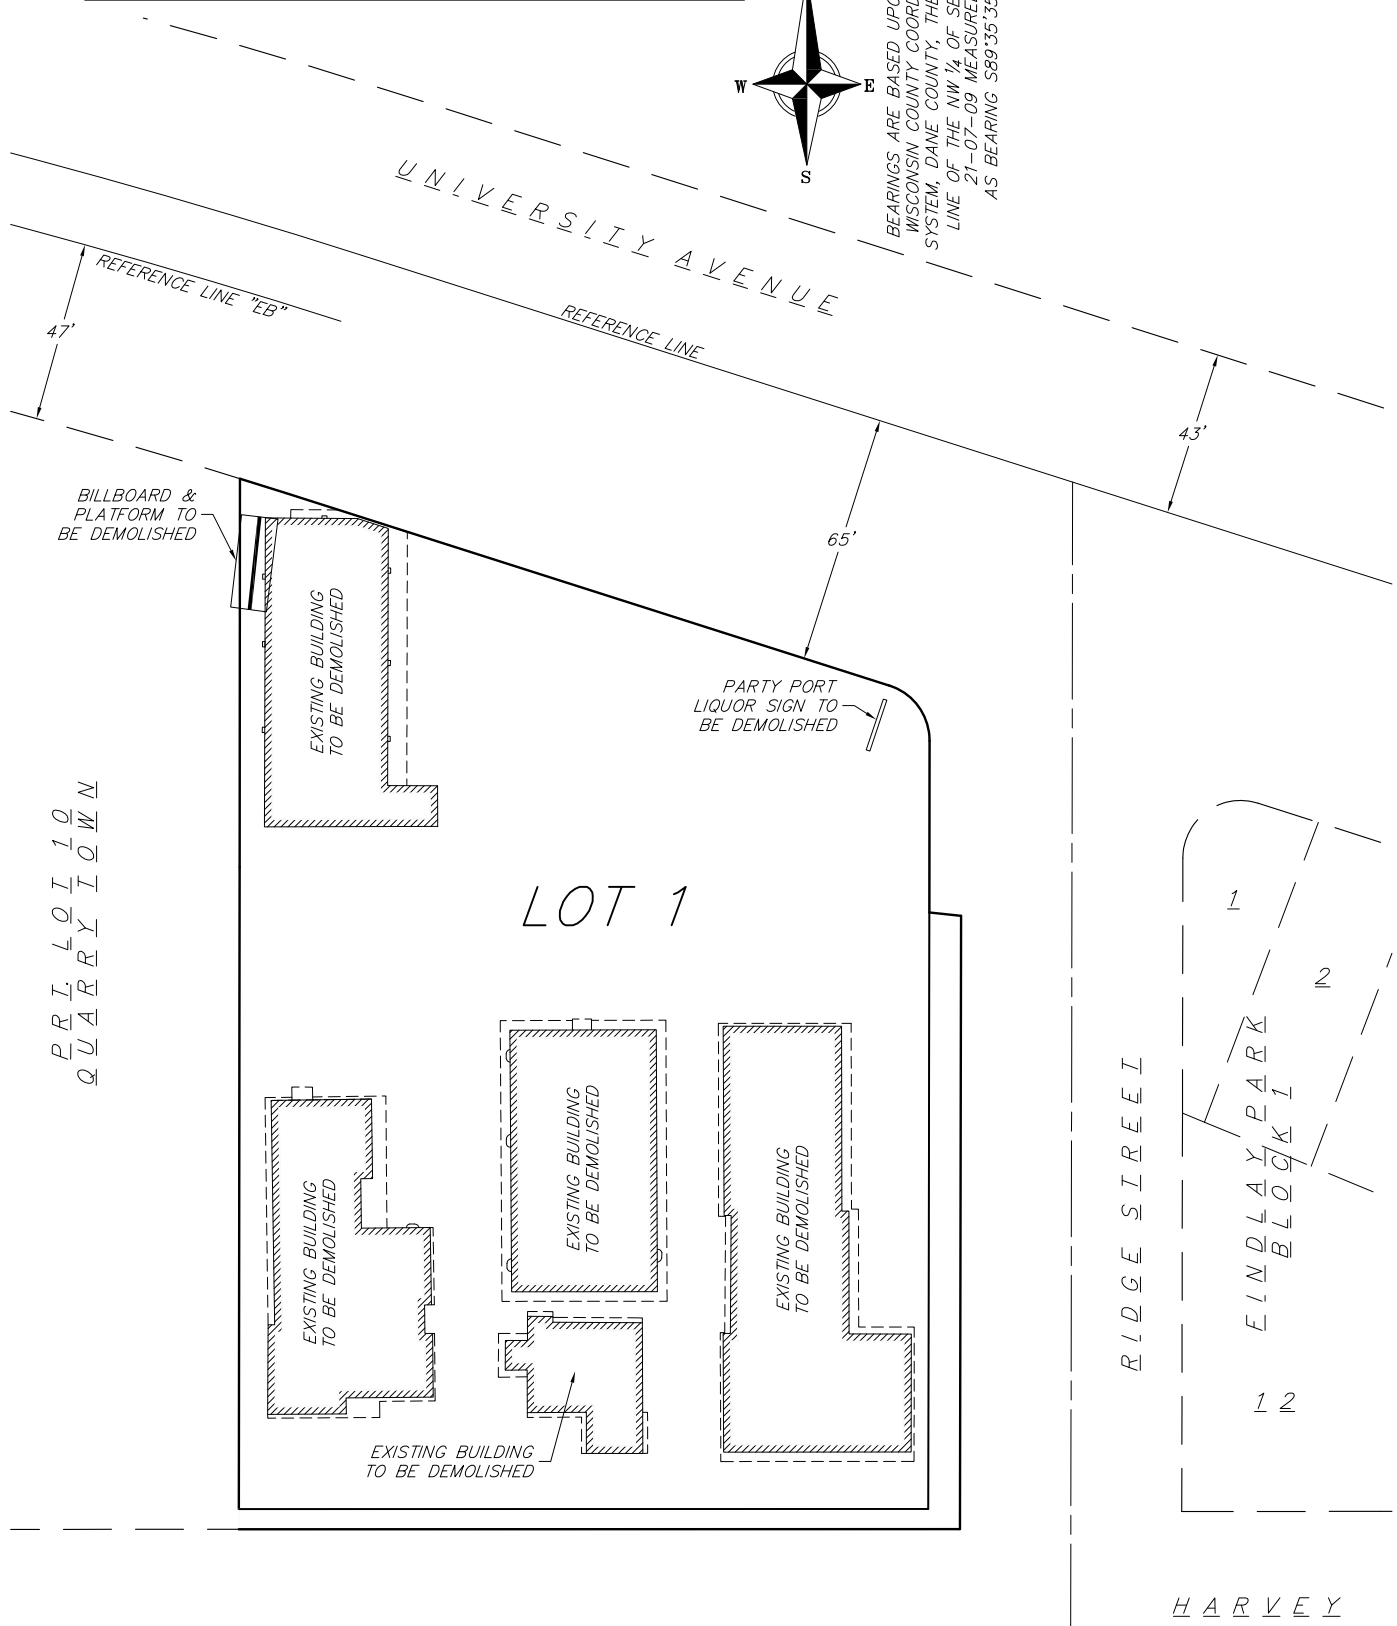 W
E
S
BEARINGS ARE BASED UPO
WISCONSIN COUNTY COORD
SYSTEM, DANE COUNTY, THE
LINE OF THE NW ¼ OF SE
21-07-09 MEASURE
AS BEARING S89°35'35
UNIVERSITY AVENUE
REFERENCE LINE "EB"
REFERENCE LINE
47'
43'
65'
BILLBOARD &
PLATFORM TO
BE DEMOLISHED
EXISTING BUILDING
TO BE DEMOLISHED
PARTY PORT
LIQUOR SIGN TO
BE DEMOLISHED
PRT. LOT 10
QUARRY TOWN
LOT 1
1
2
EXISTING BUILDING
TO BE DEMOLISHED
EXISTING BUILDING
TO BE DEMOLISHED
EXISTING BUILDING
TO BE DEMOLISHED
EXISTING BUILDING
TO BE DEMOLISHED
RIDGE STREET
FINDLAY PARK
BLOCK 1
12
HARVEY